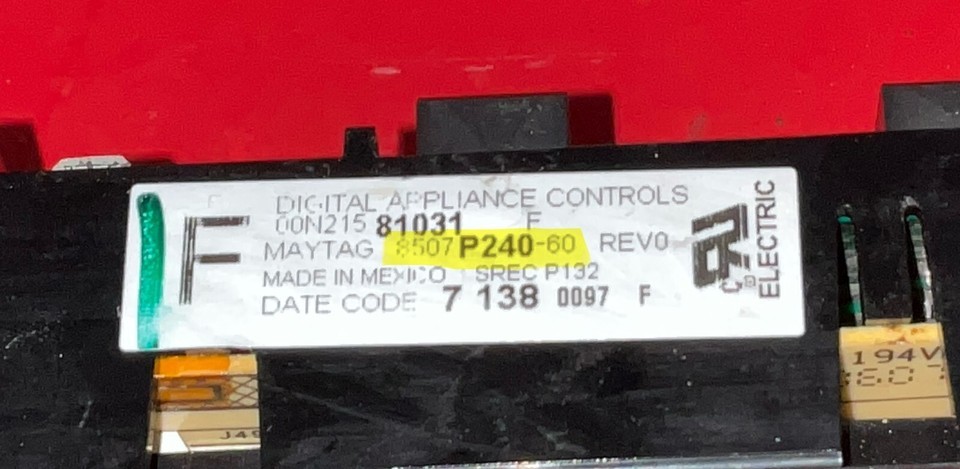 DIGITAL APPLIANCE CONTROLS
00N215 81031 F
F
MAYTAG 8507P240-60 REV0
MADE IN MEXICO SREC P132
DATE CODE 7 138 0097 F
ELECTRIC
194V
J4